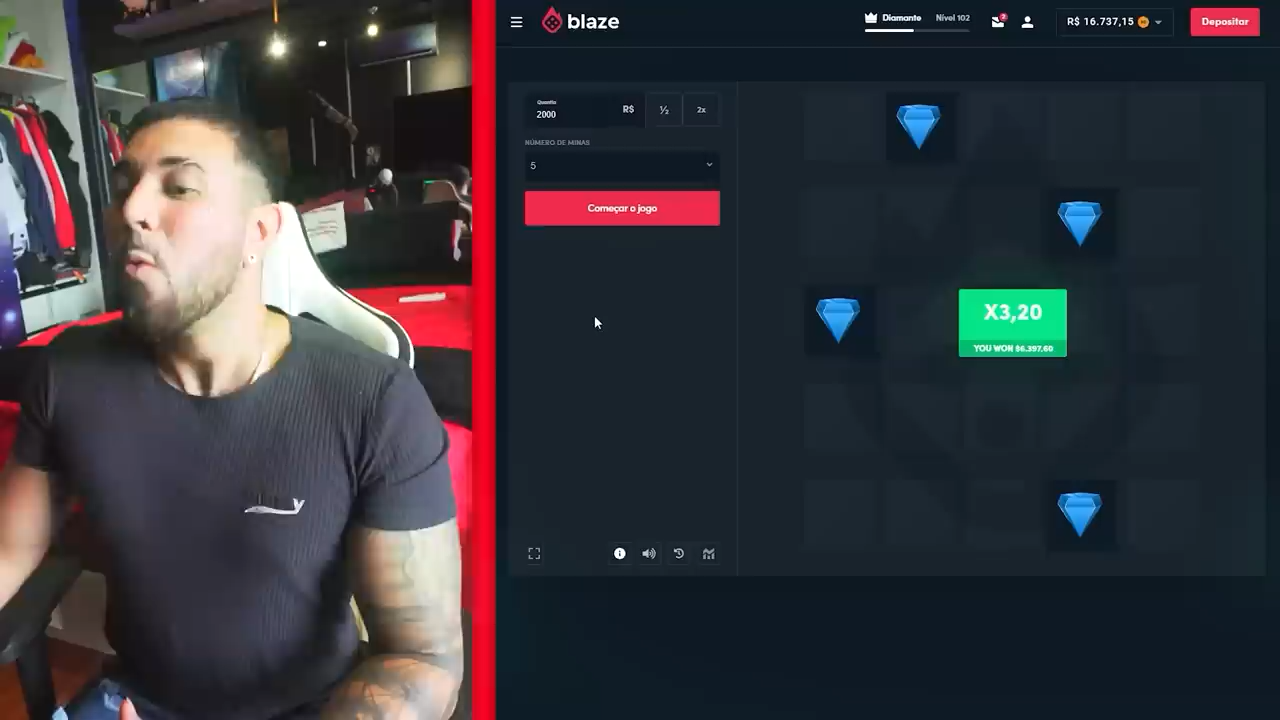 blaze
Diamante
Nível 102
2
R$ 16.737,15
Depositar
Quantia
2000
R$
½
2x
NÚMERO DE MINAS
5
Começar o jogo
X3,20
YOU WON $6.397,60